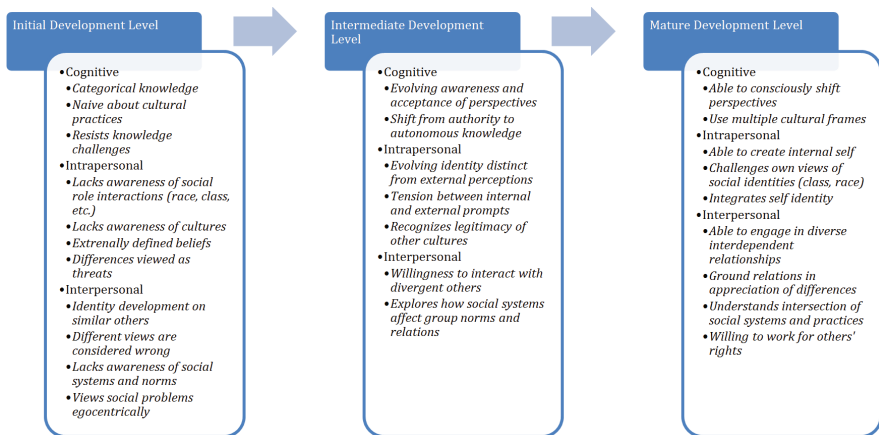 Initial Development Level
•Cognitive
•Categorical knowledge
•Naive about cultural
practices
•Resists knowledge
challenges
•Intrapersonal
•Lacks awareness of social
role interactions (race, class,
etc.)
•Lacks awareness of cultures
•Extrenally defined beliefs
•Differences viewed as
threats
•Interpersonal
•Identity development on
similar others
•Different views are
considered wrong
•Lacks awareness of social
systems and norms
•Views social problems
egocentrically
Intermediate Development
Level
•Cognitive
•Evolving awareness and
acceptance of perspectives
•Shift from authority to
autonomous knowledge
•Intrapersonal
•Evolving identity distinct
from external perceptions
•Tension between internal
and external prompts
•Recognizes legitimacy of
other cultures
•Interpersonal
•Willingness to interact with
divergent others
•Explores how social systems
affect group norms and
relations
Mature Development Level
•Cognitive
•Able to consciously shift
perspectives
•Use multiple cultural frames
•Intrapersonal
•Able to create internal self
•Challenges own views of
social identities (class, race)
•Integrates self identity
•Interpersonal
•Able to engage in diverse
interdependent
relationships
•Ground relations in
appreciation of differences
•Understands intersection of
social systems and practices
•Willing to work for others'
rights